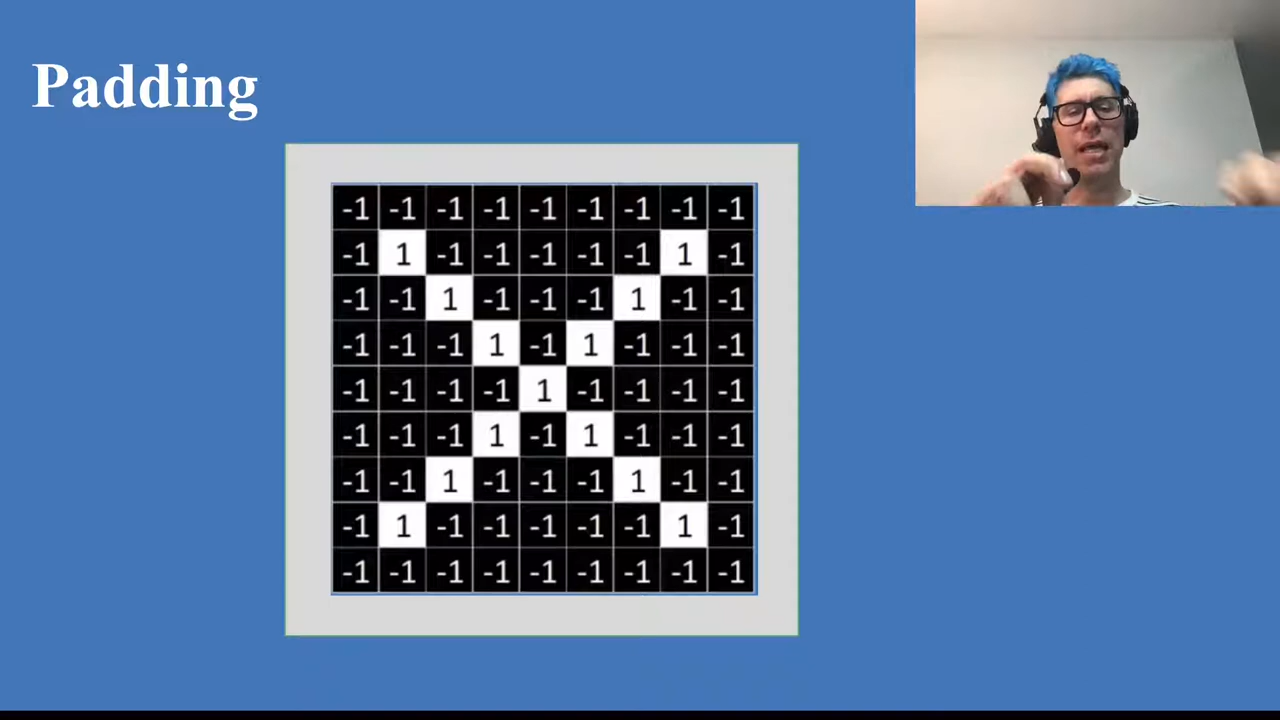 Padding
-1 -1 -1 -1 -1 -1 -1 -1 -1
-1 1 -1 -1 -1 -1 -1 1 -1
-1 -1 1 -1 -1 -1 1 -1 -1
-1 -1 -1 1 -1 1 -1 -1 -1
-1 -1 -1 -1 1 -1 -1 -1 -1
-1 -1 -1 1 -1 1 -1 -1 -1
-1 -1 1 -1 -1 -1 1 -1 -1
-1 1 -1 -1 -1 -1 -1 1 -1
-1 -1 -1 -1 -1 -1 -1 -1 -1